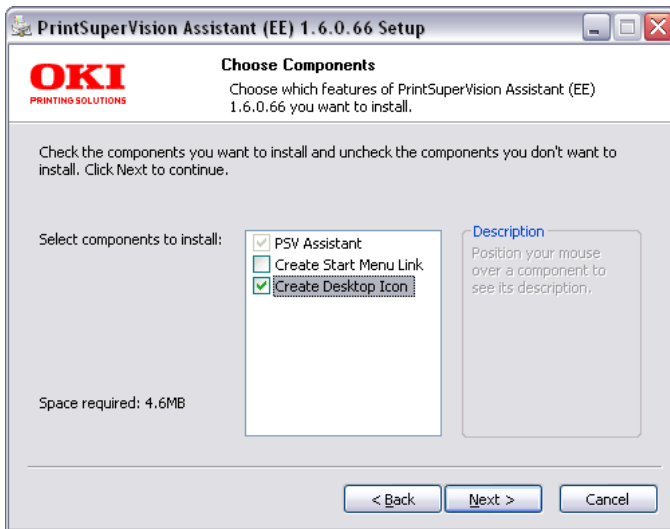 PrintSuperVision Assistant (EE) 1.6.0.66 Setup
OKI
PRINTING SOLUTIONS
Choose Components
Choose which features of PrintSuperVision Assistant (EE)
1.6.0.66 you want to install.
Check the components you want to install and uncheck the components you don't want to
install. Click Next to continue.
Select components to install:
PSV Assistant
Create Start Menu Link
Create Desktop Icon
Description
Position your mouse
over a component to
see its description.
Space required: 4.6MB
< Back
Next >
Cancel